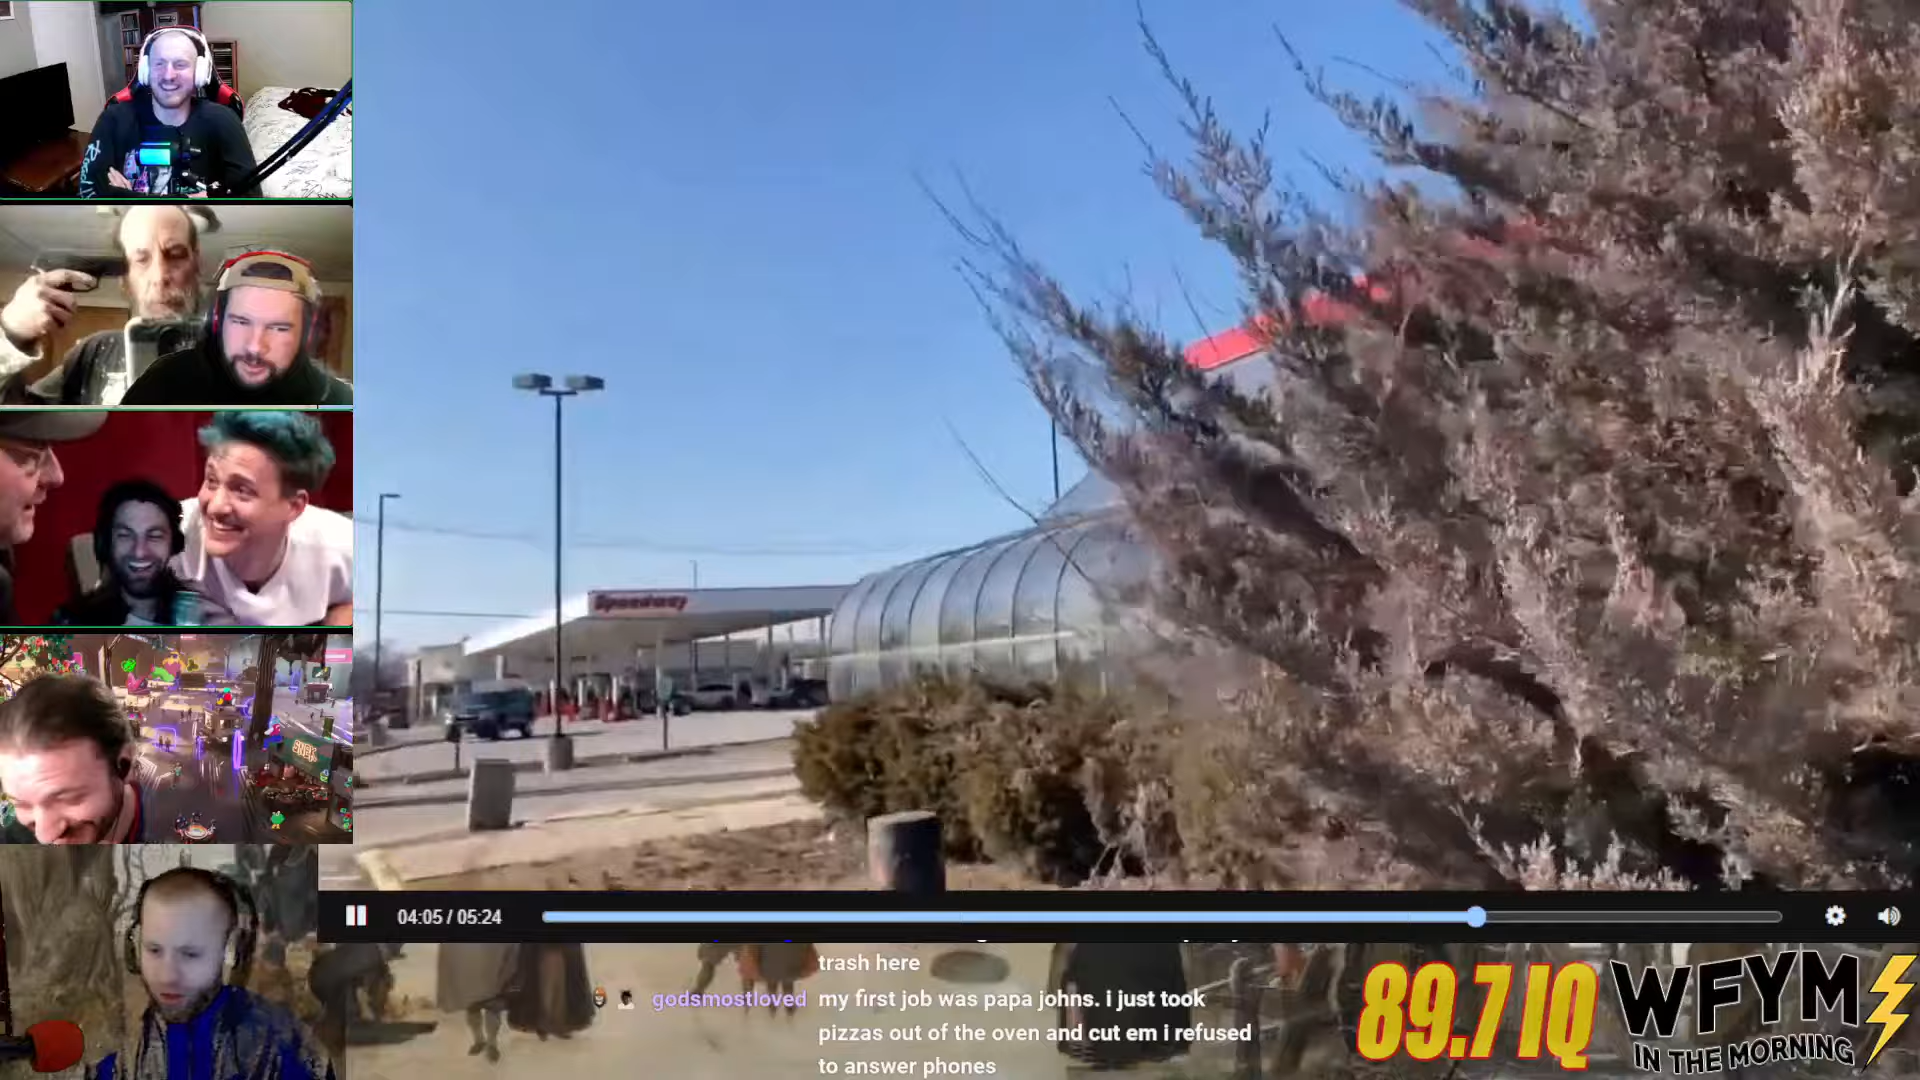 Speedway
04:05 / 05:24
trash here
godsmostloved my first job was papa johns. i just took
pizzas out of the oven and cut em i refused
to answer phones
89.7 IQ
WFYM
IN THE MORNING